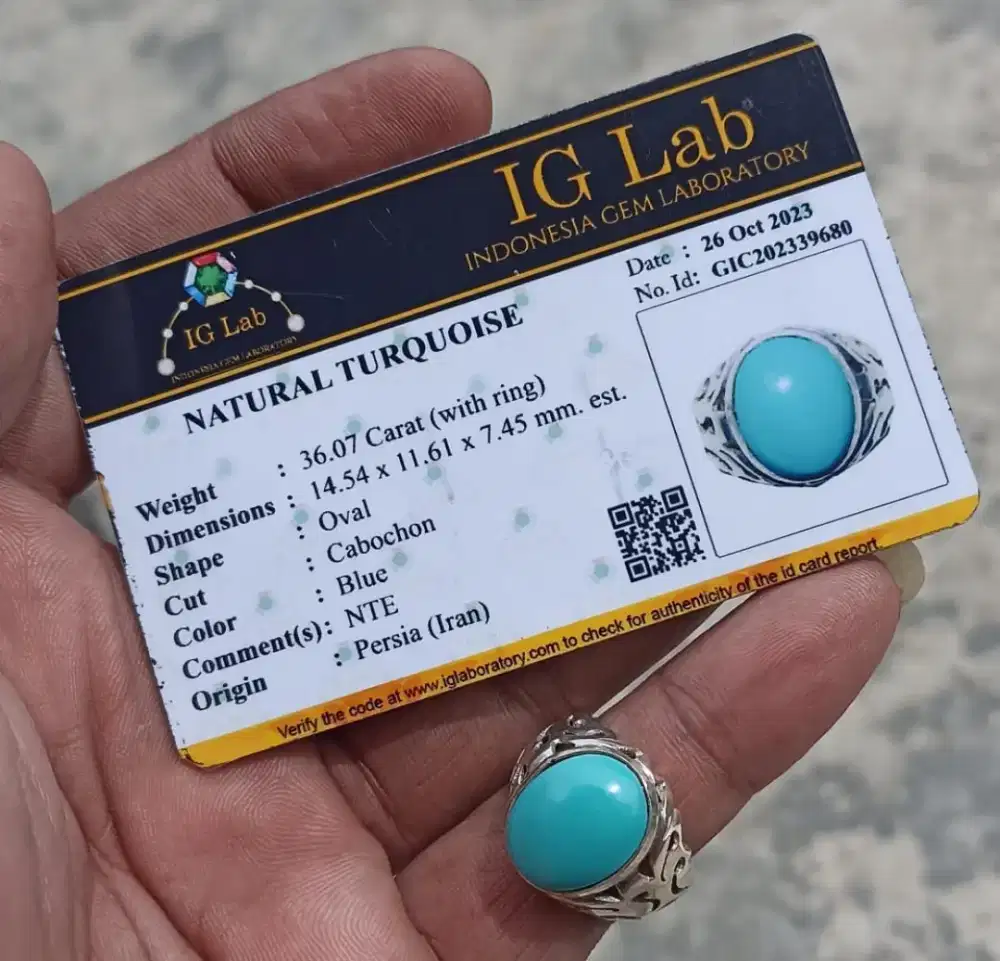 IG Lab
INDONESIA GEM LABORATORY
Date : 26 Oct 2023
No. Id: GIC202339680
IG Lab
INDONESIA GEM LABORATORY
NATURAL TURQUOISE
Weight : 36.07 Carat (with ring)
Dimensions : 14.54 x 11.61 x 7.45 mm. est.
Shape : Oval
Cut : Cabochon
Color : Blue
Comment(s): NTE
Origin : Persia (Iran)
Verify the code at www.iglaboratory.com to check for authenticity of the id card report.